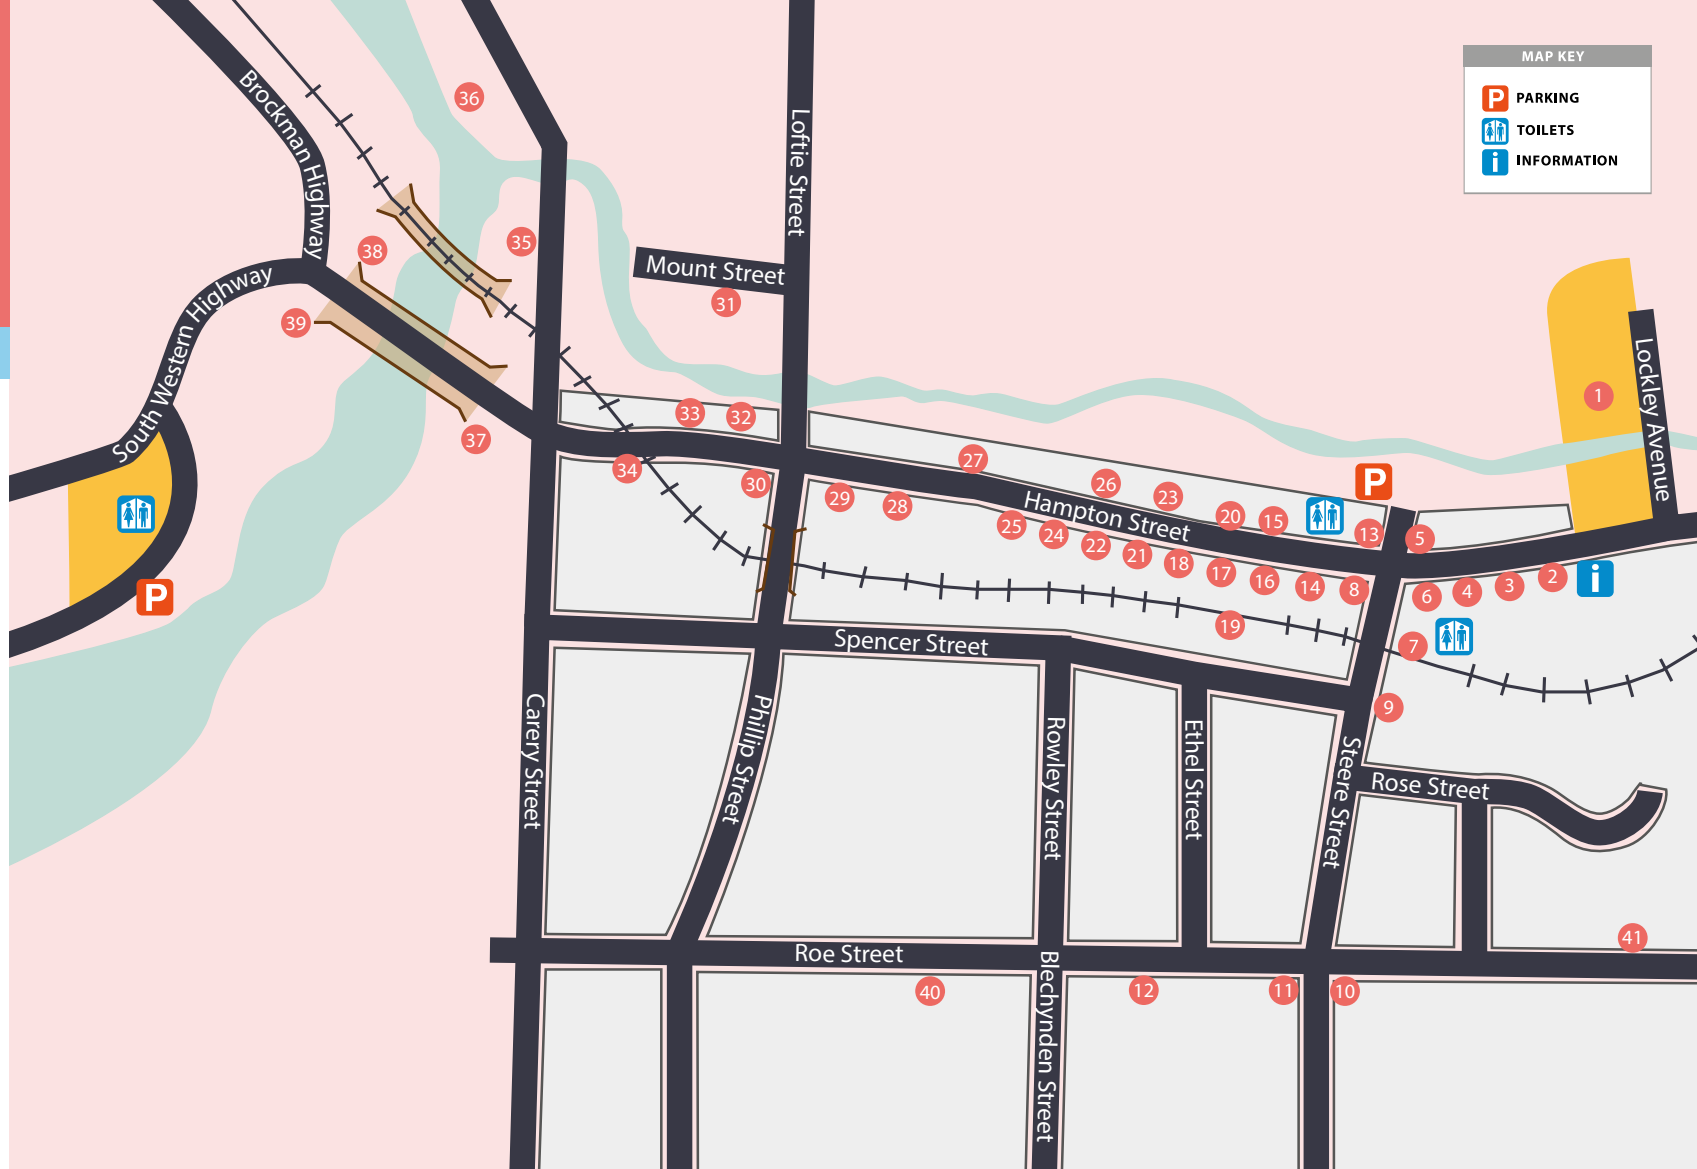 MAP KEY
P PARKING
TOILETS
i INFORMATION
Brockman Highway
South Western Highway
Loftie Street
Mount Street
Lockley Avenue
Hampton Street
Spencer Street
Carery Street
Phillip Street
Rowley Street
Ethel Street
Steere Street
Rose Street
Roe Street
Blechynden Street
36
35
38
39
37
31
33
32
34
30
29
28
27
26
23
20
15
P
13
5
1
25
24
22
21
18
17
16
14
8
6
4
3
2
i
19
7
9
P
41
40
12
11
10